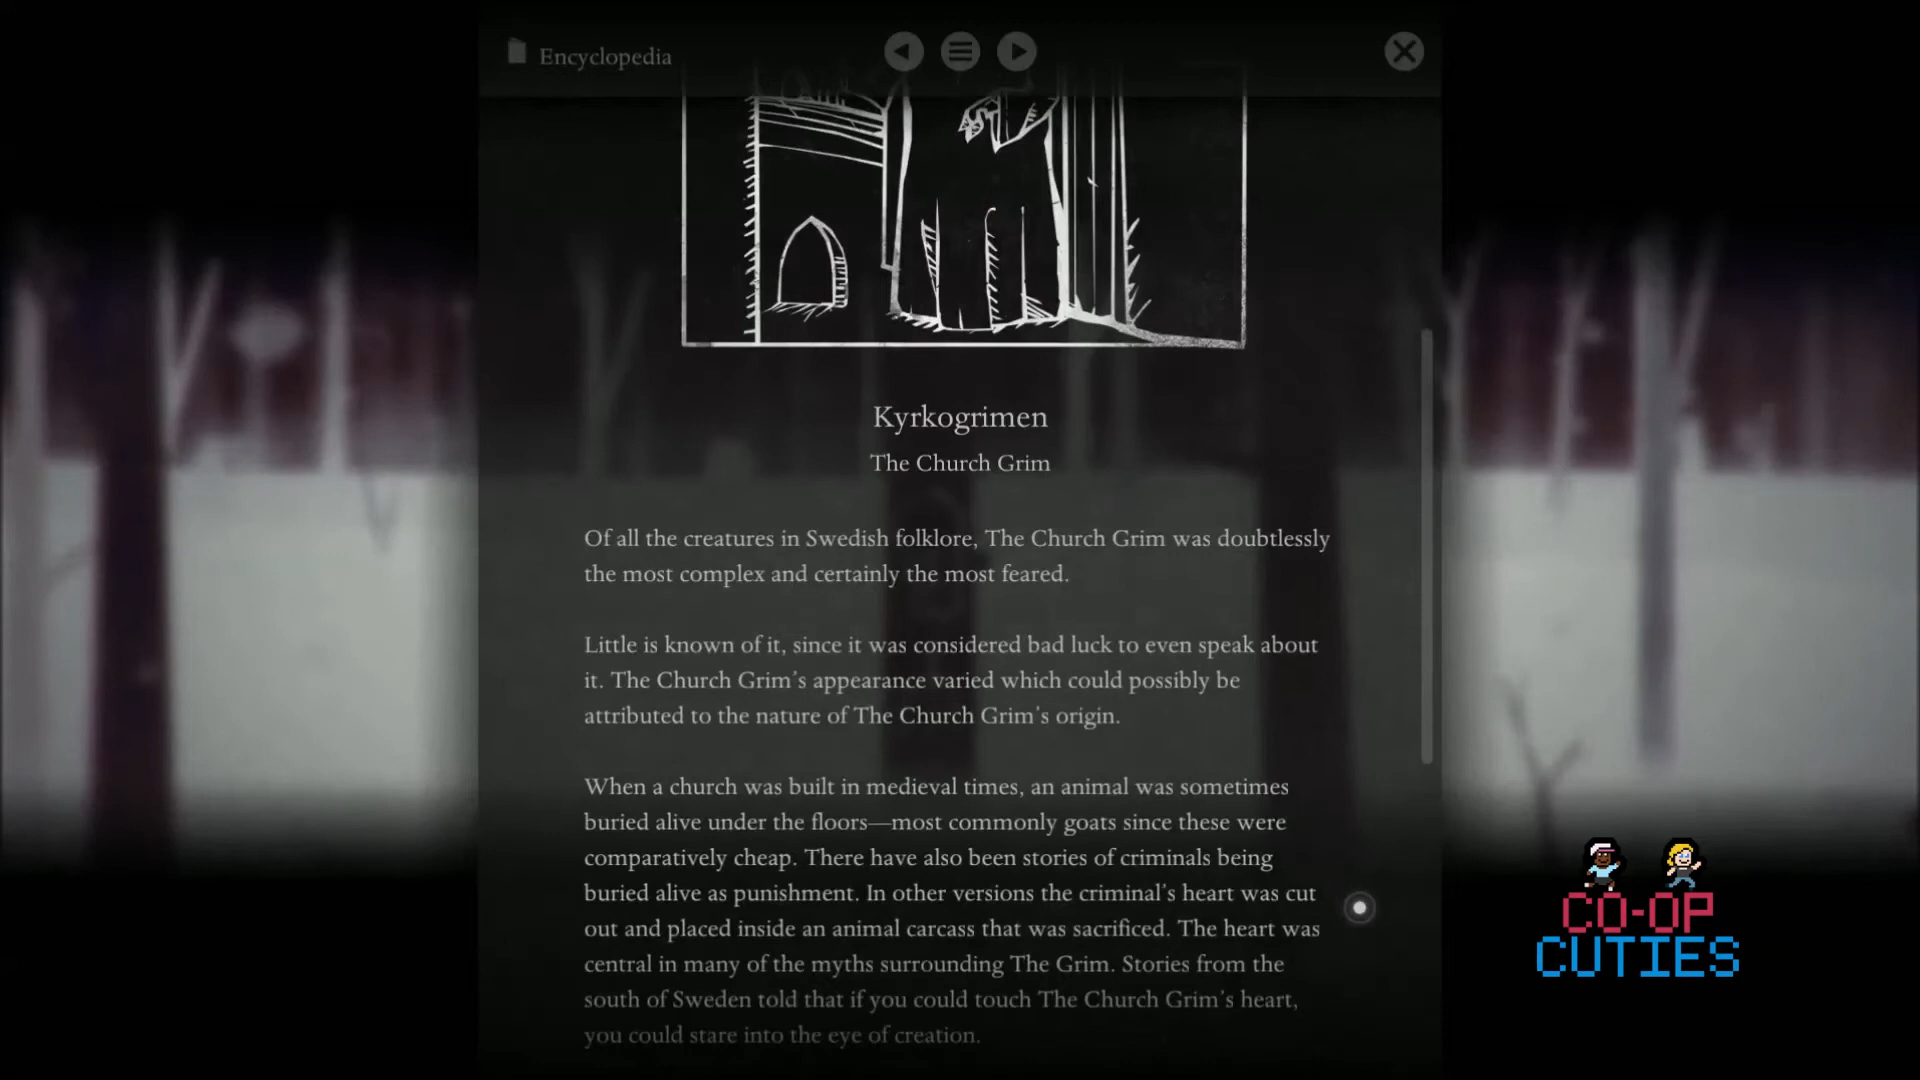 Encyclopedia
Kyrkogrimen
The Church Grim
Of all the creatures in Swedish folklore, The Church Grim was doubtlessly
the most complex and certainly the most feared.
Little is known of it, since it was considered bad luck to even speak about
it. The Church Grim's appearance varied which could possibly be
attributed to the nature of The Church Grim's origin.
When a church was built in medieval times, an animal was sometimes
buried alive under the floors—most commonly goats since these were
comparatively cheap. There have also been stories of criminals being
buried alive as punishment. In other versions the criminal's heart was cut
out and placed inside an animal carcass that was sacrificed. The heart was
central in many of the myths surrounding The Grim. Stories from the
south of Sweden told that if you could touch The Church Grim's heart,
you could stare into the eye of creation.
CO-OP
CUTIES